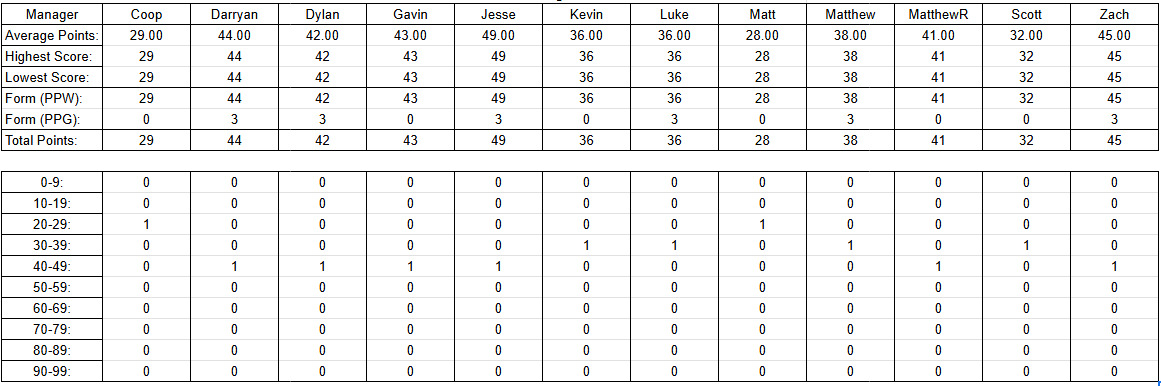 Manager Coop Darryan Dylan Gavin Jesse Kevin Luke Matt Matthew MatthewR Scott Zach
Average Points: 29.00 44.00 42.00 43.00 49.00 36.00 36.00 28.00 38.00 41.00 32.00 45.00
Highest Score: 29 44 42 43 49 36 36 28 38 41 32 45
Lowest Score: 29 44 42 43 49 36 36 28 38 41 32 45
Form (PPW): 29 44 42 43 49 36 36 28 38 41 32 45
Form (PPG): 0 3 3 0 3 0 3 0 3 0 0 3
Total Points: 29 44 42 43 49 36 36 28 38 41 32 45
0-9: 0 0 0 0 0 0 0 0 0 0 0 0
10-19: 0 0 0 0 0 0 0 0 0 0 0 0
20-29: 1 0 0 0 0 0 0 1 0 0 0 0
30-39: 0 0 0 0 0 1 1 0 1 0 1 0
40-49: 0 1 1 1 1 0 0 0 0 1 0 1
50-59: 0 0 0 0 0 0 0 0 0 0 0 0
60-69: 0 0 0 0 0 0 0 0 0 0 0 0
70-79: 0 0 0 0 0 0 0 0 0 0 0 0
80-89: 0 0 0 0 0 0 0 0 0 0 0 0
90-99: 0 0 0 0 0 0 0 0 0 0 0 0